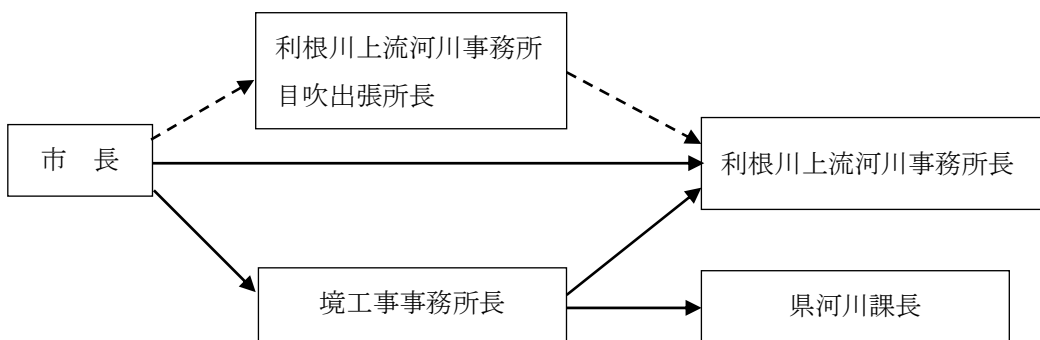 利根川上流河川事務所
目吹出張所長
市　長
利根川上流河川事務所長
境工事事務所長
県河川課長